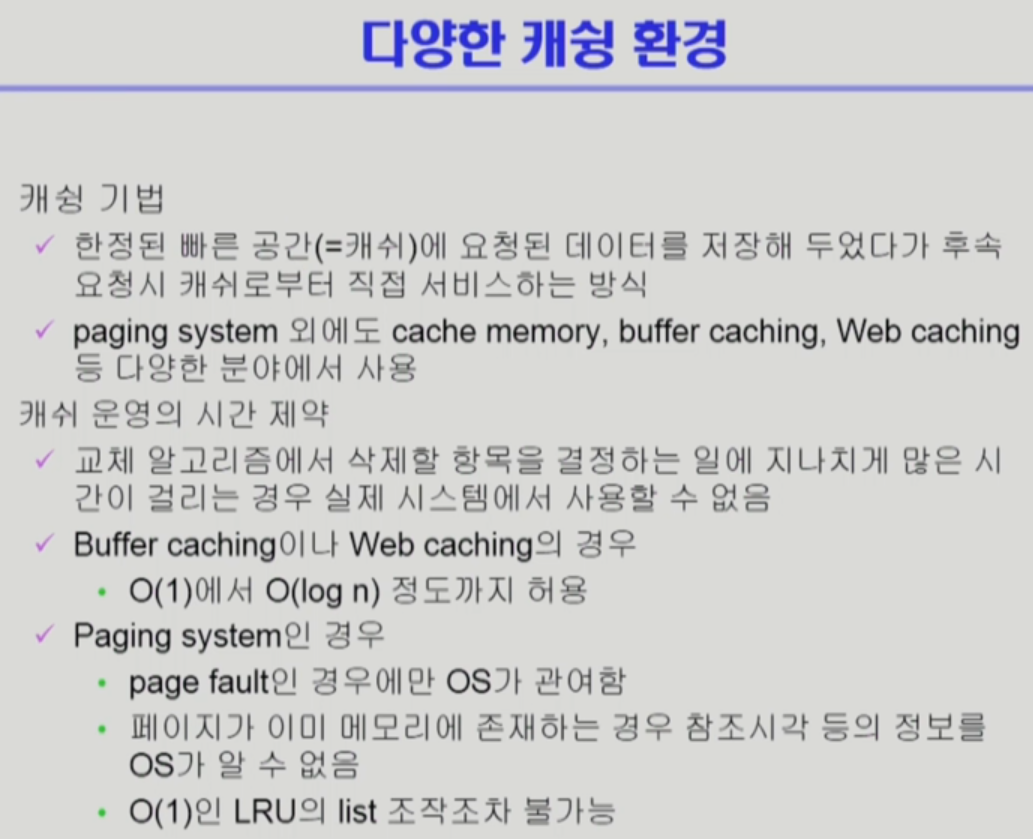 다양한 캐슁 환경
캐슁 기법
✓ 한정된 빠른 공간(=캐쉬)에 요청된 데이터를 저장해 두었다가 후속
요청시 캐쉬로부터 직접 서비스하는 방식
✓ paging system 외에도 cache memory, buffer caching, Web caching
등 다양한 분야에서 사용
캐쉬 운영의 시간 제약
✓ 교체 알고리즘에서 삭제할 항목을 결정하는 일에 지나치게 많은 시
간이 걸리는 경우 실제 시스템에서 사용할 수 없음
✓ Buffer caching이나 Web caching의 경우
• O(1)에서 O(log n) 정도까지 허용
✓ Paging system인 경우
• page fault인 경우에만 OS가 관여함
• 페이지가 이미 메모리에 존재하는 경우 참조시각 등의 정보를
OS가 알 수 없음
• O(1)인 LRU의 list 조작조차 불가능